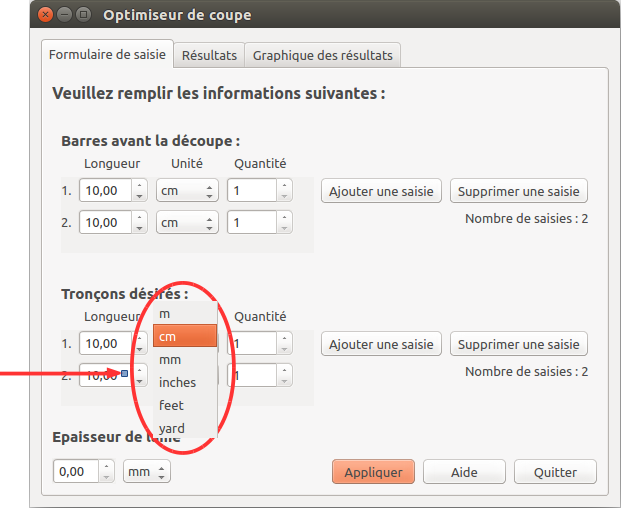 Optimiseur de coupe
Formulaire de saisie Résultats Graphique des résultats
Veuillez remplir les informations suivantes :
Barres avant la découpe :
Longueur Unité Quantité
1. 10,00 cm 1 Ajouter une saisie Supprimer une saisie
2. 10,00 cm 1 Nombre de saisies : 2
Tronçons désirés :
Longueur Quantité
m
1. 10,00 cm 1 Ajouter une saisie Supprimer une saisie
mm
2. 10,00 1 Nombre de saisies : 2
inches
feet
yard
Epaisseur de lame
0,00 mm Appliquer Aide Quitter